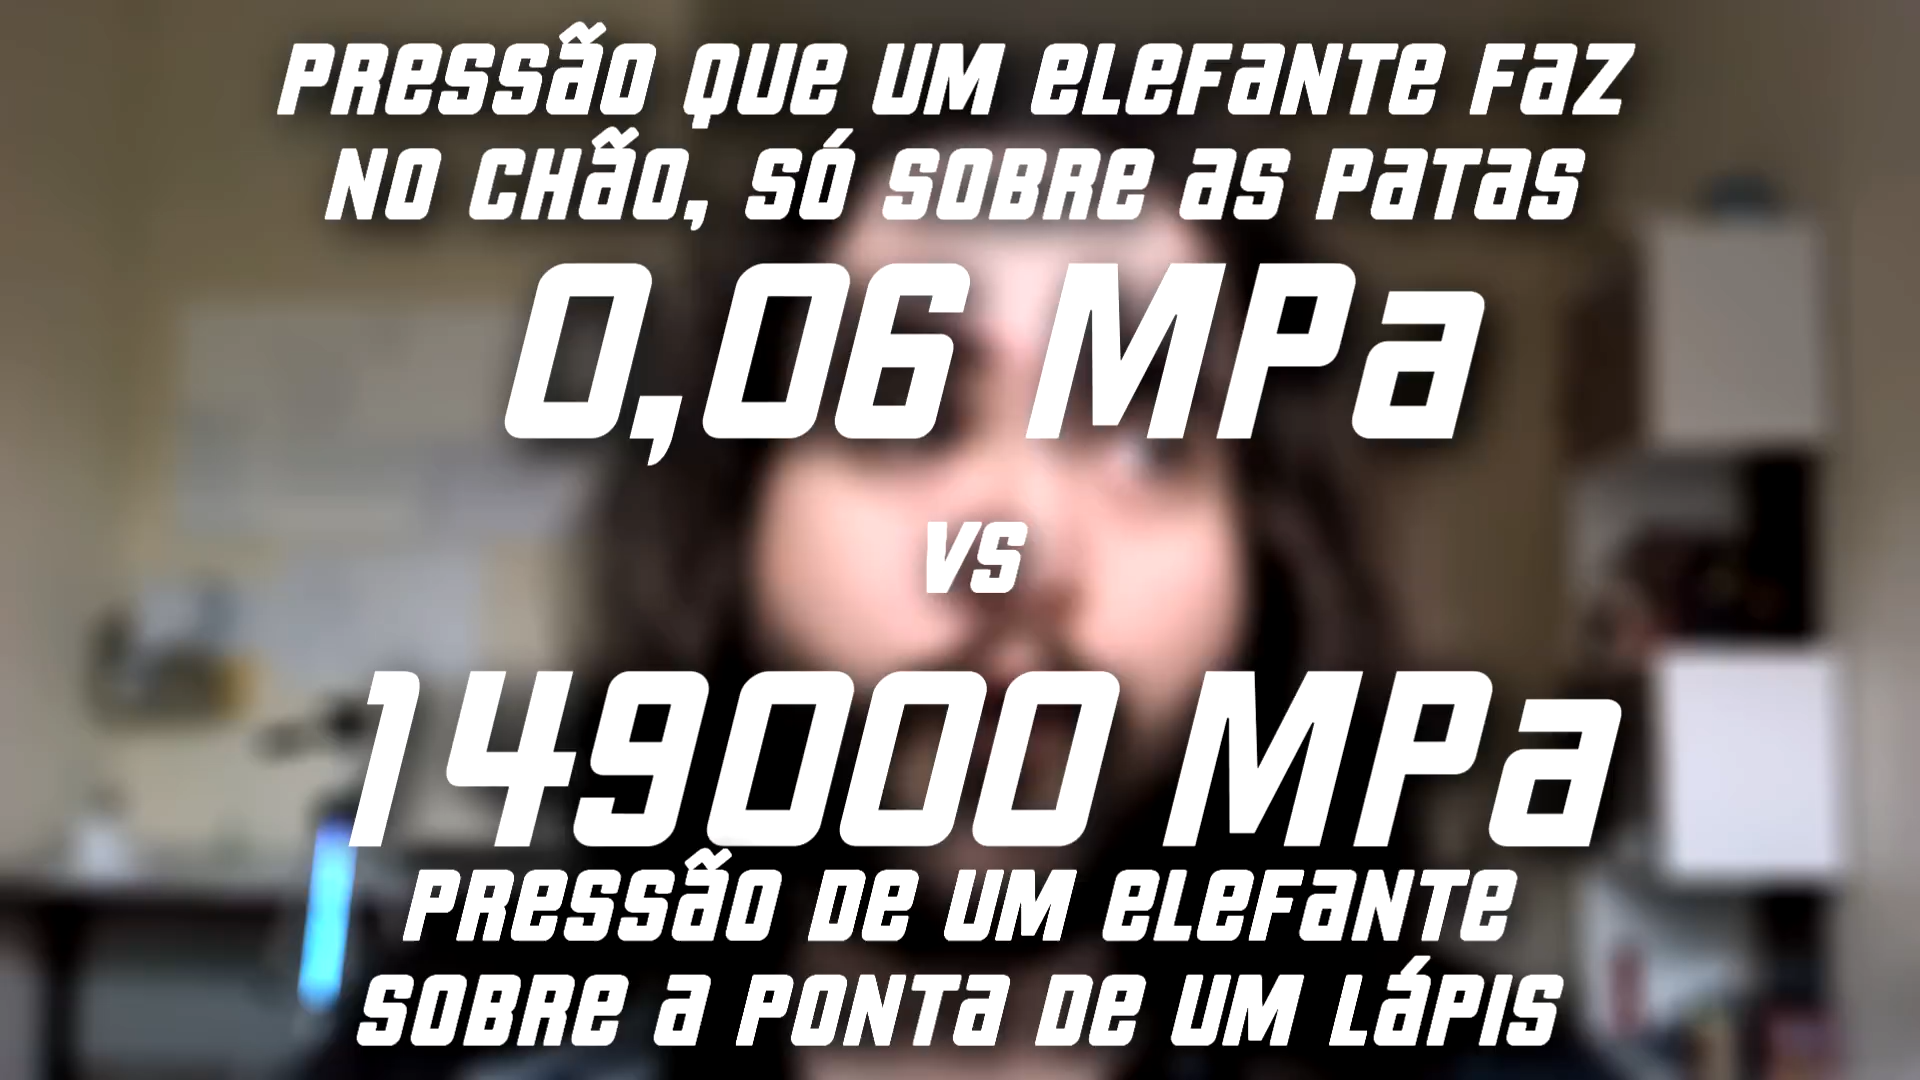 PRESSÃO QUE UM ELEFANTE FAZ
NO CHÃO, SÓ SOBRE AS PATAS
0,06 MPa
VS
149000 MPa
PRESSÃO DE UM ELEFANTE
SOBRE A PONTA DE UM LÁPIS